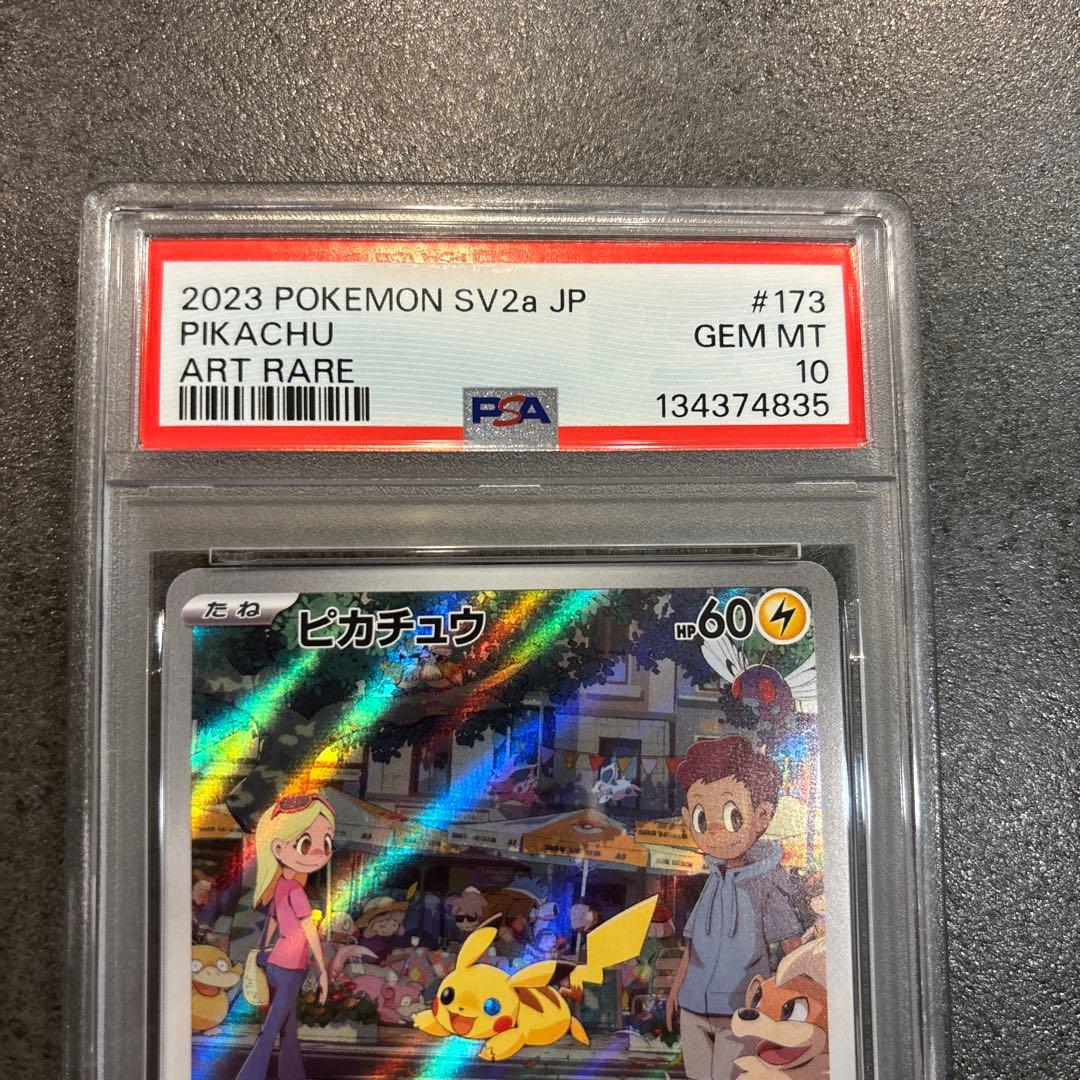 2023 POKEMON SV2a JP #173
PIKACHU GEM MT
ART RARE 10
PSA 134374835
たね ピカチュウ HP60